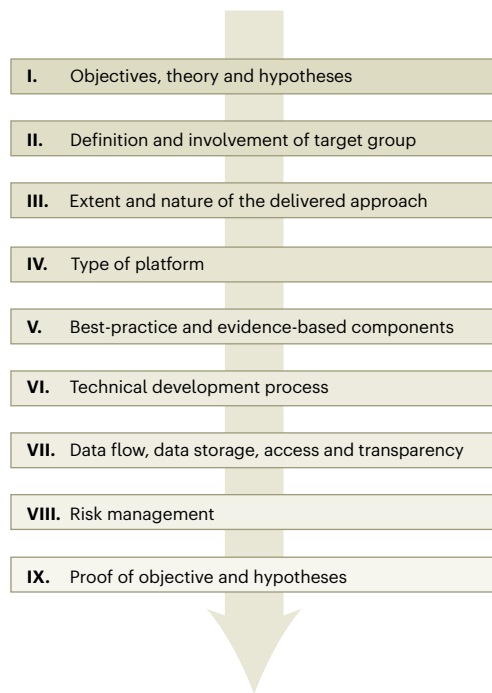 I. Objectives, theory and hypotheses
II. Definition and involvement of target group
III. Extent and nature of the delivered approach
IV. Type of platform
V. Best-practice and evidence-based components
VI. Technical development process
VII. Data flow, data storage, access and transparency
VIII. Risk management
IX. Proof of objective and hypotheses